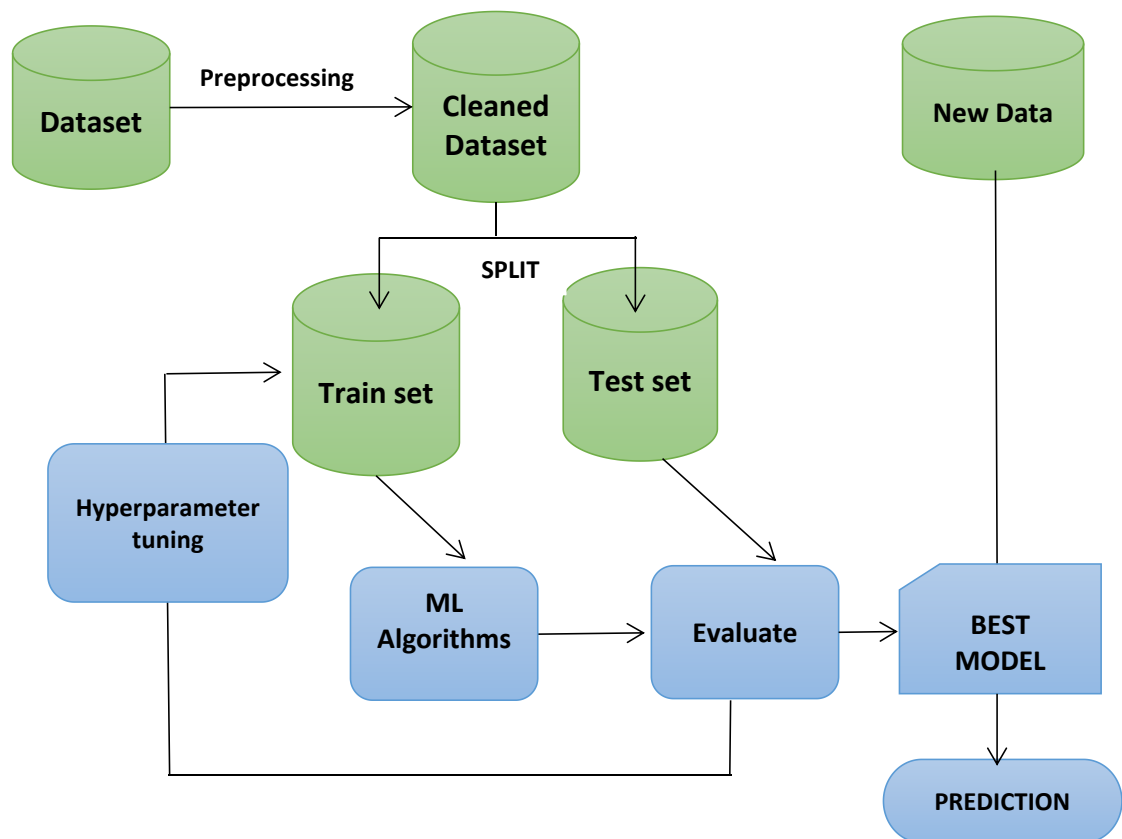 Preprocessing
Dataset
Cleaned
Dataset
New Data
SPLIT
Train set
Test set
Hyperparameter
tuning
ML
Algorithms
Evaluate
BEST
MODEL
PREDICTION